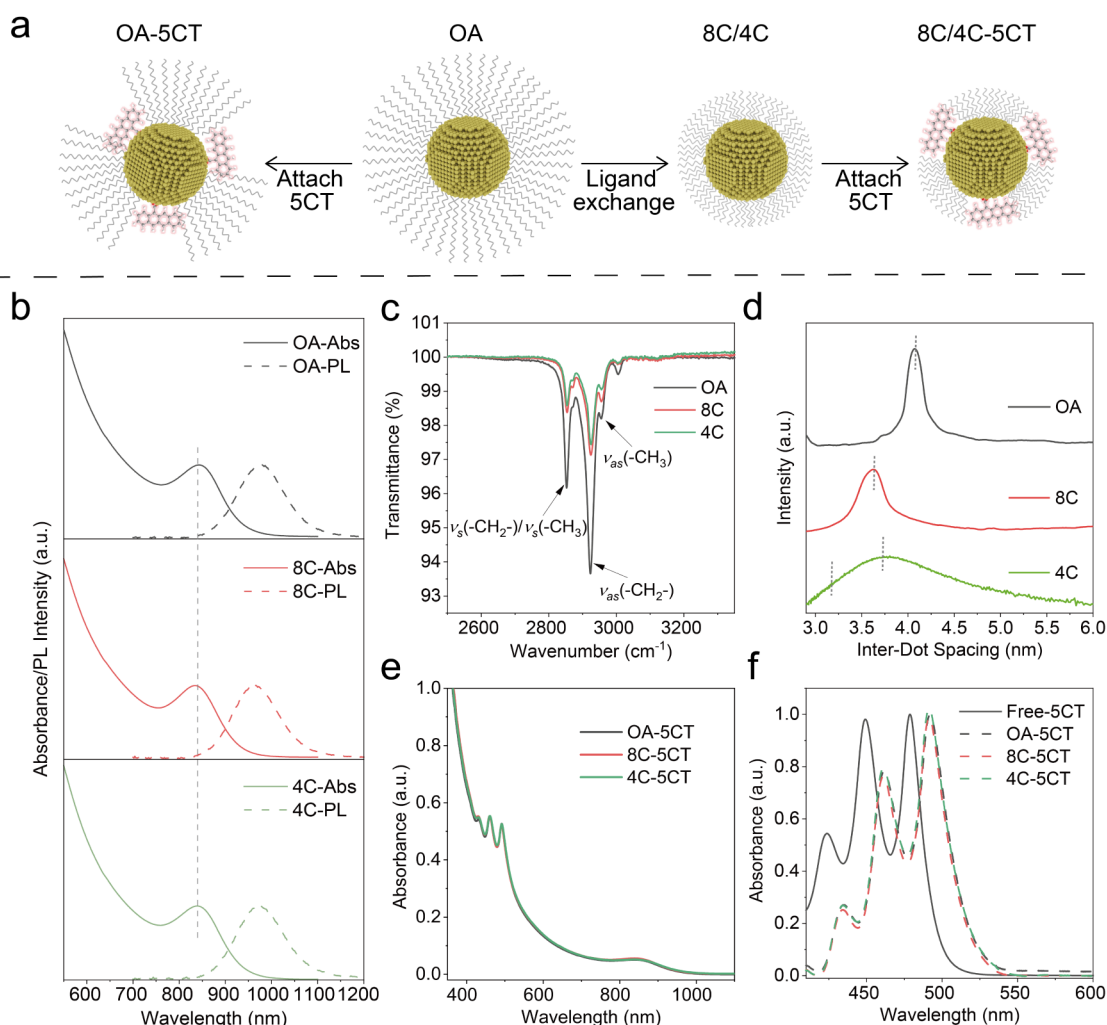 a
OA-5CT
OA
8C/4C
8C/4C-5CT
Attach
5CT
Ligand
exchange
Attach
5CT
b
OA-Abs
OA-PL
8C-Abs
8C-PL
4C-Abs
4C-PL
Absorbance/PL Intensity (a.u.)
600 700 800 900 1000 1100 1200
Wavelength (nm)
c
101
100
99
98
97
96
95
94
93
Transmittance (%)
OA
8C
4C
νas(-CH3)
νs(-CH2-)/νs(-CH3)
νas(-CH2-)
2600 2800 3000 3200
Wavenumber (cm-1)
d
Intensity (a.u.)
OA
8C
4C
3.0 3.5 4.0 4.5 5.0 5.5 6.0
Inter-Dot Spacing (nm)
e
1.0
0.8
0.6
0.4
0.2
0.0
Absorbance (a.u.)
OA-5CT
8C-5CT
4C-5CT
400 600 800 1000
Wavelength (nm)
f
1.0
0.8
0.6
0.4
0.2
0.0
Absorbance (a.u.)
Free-5CT
OA-5CT
8C-5CT
4C-5CT
450 500 550 600
Wavelength (nm)